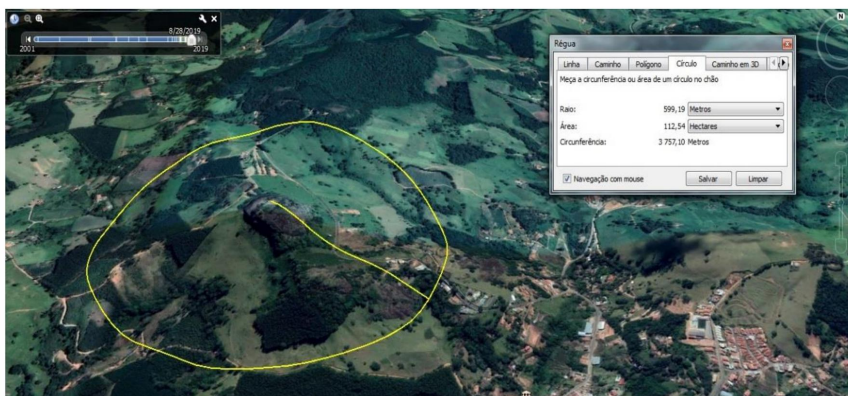 8/28/2019
2001
2019
N
Régua
Linha Caminho Polígono Círculo Caminho em 3D
Meça a circunferência ou área de um círculo no chão
Raio: 599,19 Metros
Área: 112,54 Hectares
Circunferência: 3 757,10 Metros
Navegação com mouse Salvar Limpar